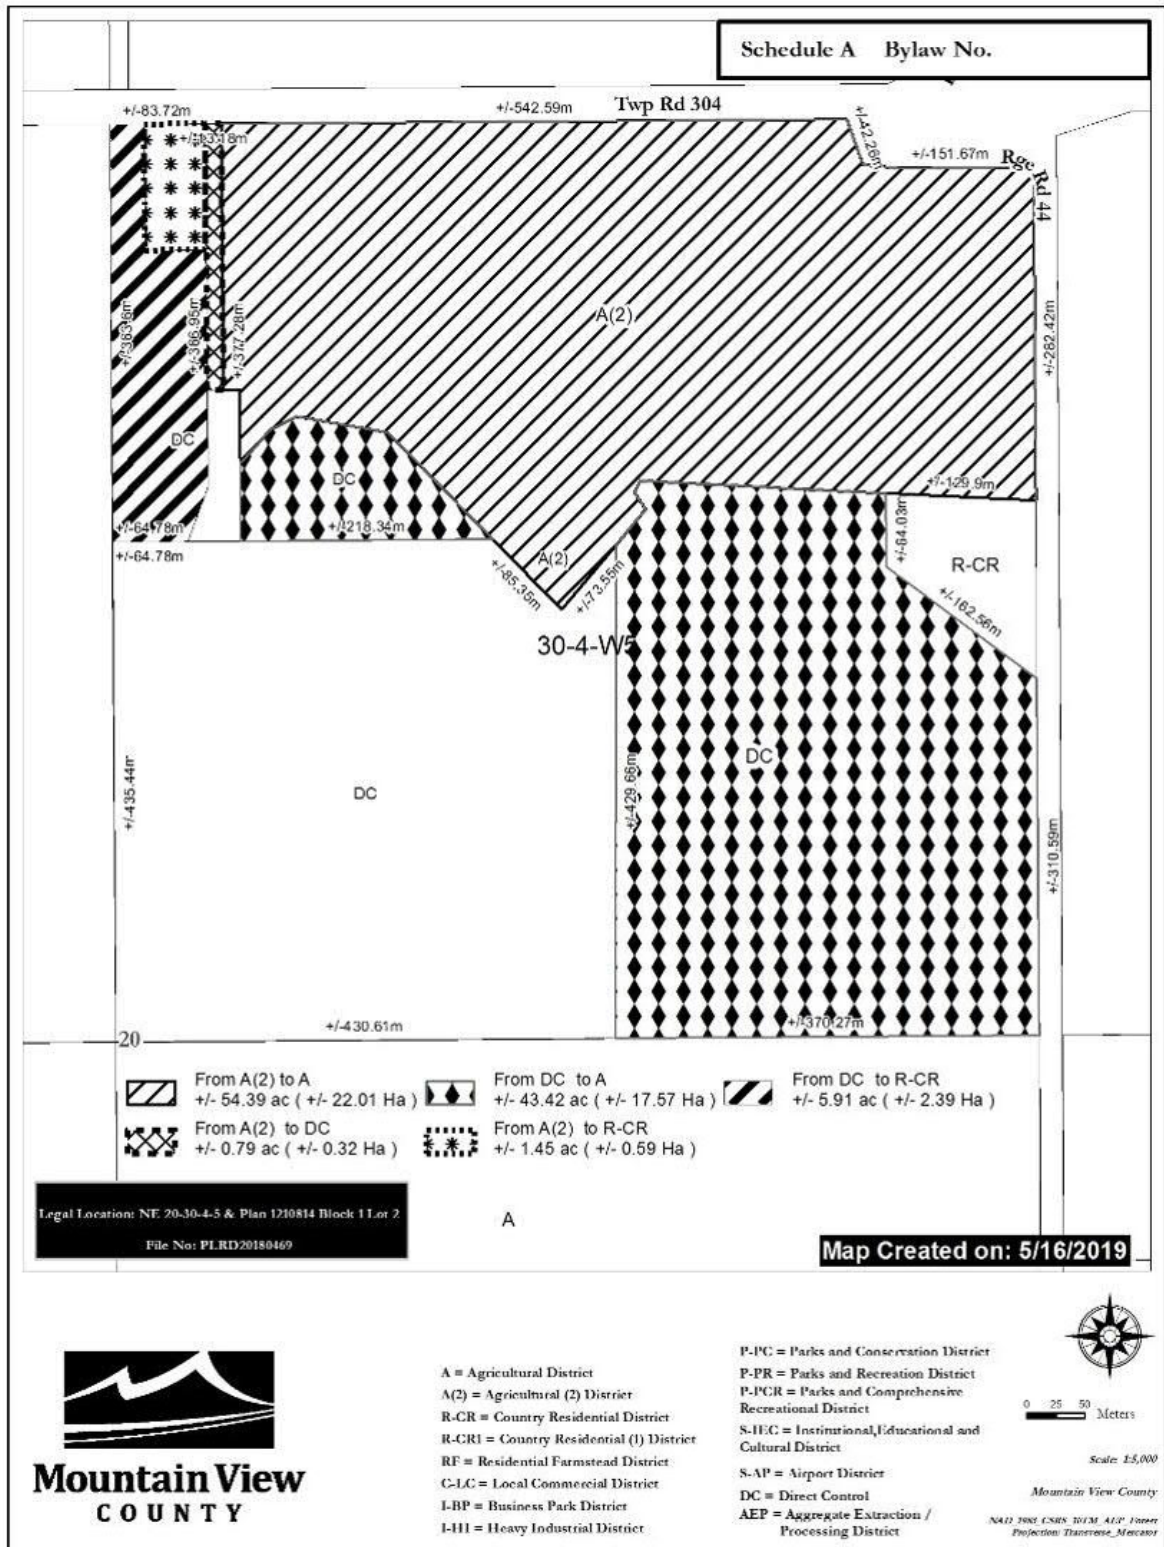 Schedule A Bylaw No.
+/-83.72m
+/-542.59m
Twp Rd 304
+/-13.18m
+/-42.26m
+/-151.67m
Rge Rd 44
A(2)
+/-363.6m
+/-366.95m
+/-377.28m
+/-282.42m
DC
DC
+/-129.9m
+/-64.78m
+/-218.34m
+/-64.03m
+/-64.78m
A(2)
+/-85.35m
+/-73.55m
R-CR
+/-162.56m
30-4-W5
+/-435.44m
DC
+/-429.66m
DC
+/-310.59m
20
+/-430.61m
+/-370.27m
From A(2) to A
+/- 54.39 ac ( +/- 22.01 Ha )
From DC to A
+/- 43.42 ac ( +/- 17.57 Ha )
From DC to R-CR
+/- 5.91 ac ( +/- 2.39 Ha )
From A(2) to DC
+/- 0.79 ac ( +/- 0.32 Ha )
From A(2) to R-CR
+/- 1.45 ac ( +/- 0.59 Ha )
Legal Location: NE 20-30-4-5 & Plan 1210814 Block 1 Lot 2
File No: PLRD20180469
A
Map Created on: 5/16/2019
Mountain View
COUNTY
A = Agricultural District
A(2) = Agricultural (2) District
R-CR = Country Residential District
R-CR1 = Country Residential (1) District
RF = Residential Farmstead District
C-LC = Local Commercial District
I-BP = Business Park District
I-HI = Heavy Industrial District
P-PC = Parks and Conservation District
P-PR = Parks and Recreation District
P-PCR = Parks and Comprehensive
Recreational District
S-IEC = Institutional,Educational and
Cultural District
S-AP = Airport District
DC = Direct Control
AEP = Aggregate Extraction /
Processing District
0 25 50
Meters
Scale: 1:5,000
Mountain View County
NAD_1983_CSRS_10TM_AEP_Forest
Projection: Transverse_Mercator